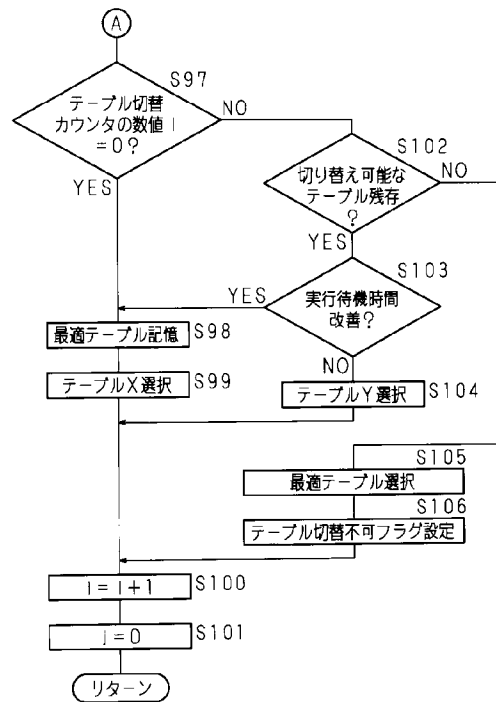 A
S97
テーブル切替
カウンタの数値 I
=0?
NO
YES
S102
切り替え可能な
テーブル残存
?
NO
YES
S103
実行待機時間
改善?
YES
NO
最適テーブル記憶 S98
テーブルX選択 S99
テーブルY選択 S104
S105
最適テーブル選択
S106
テーブル切替不可フラグ設定
I=I+1 S100
J=0 S101
リターン